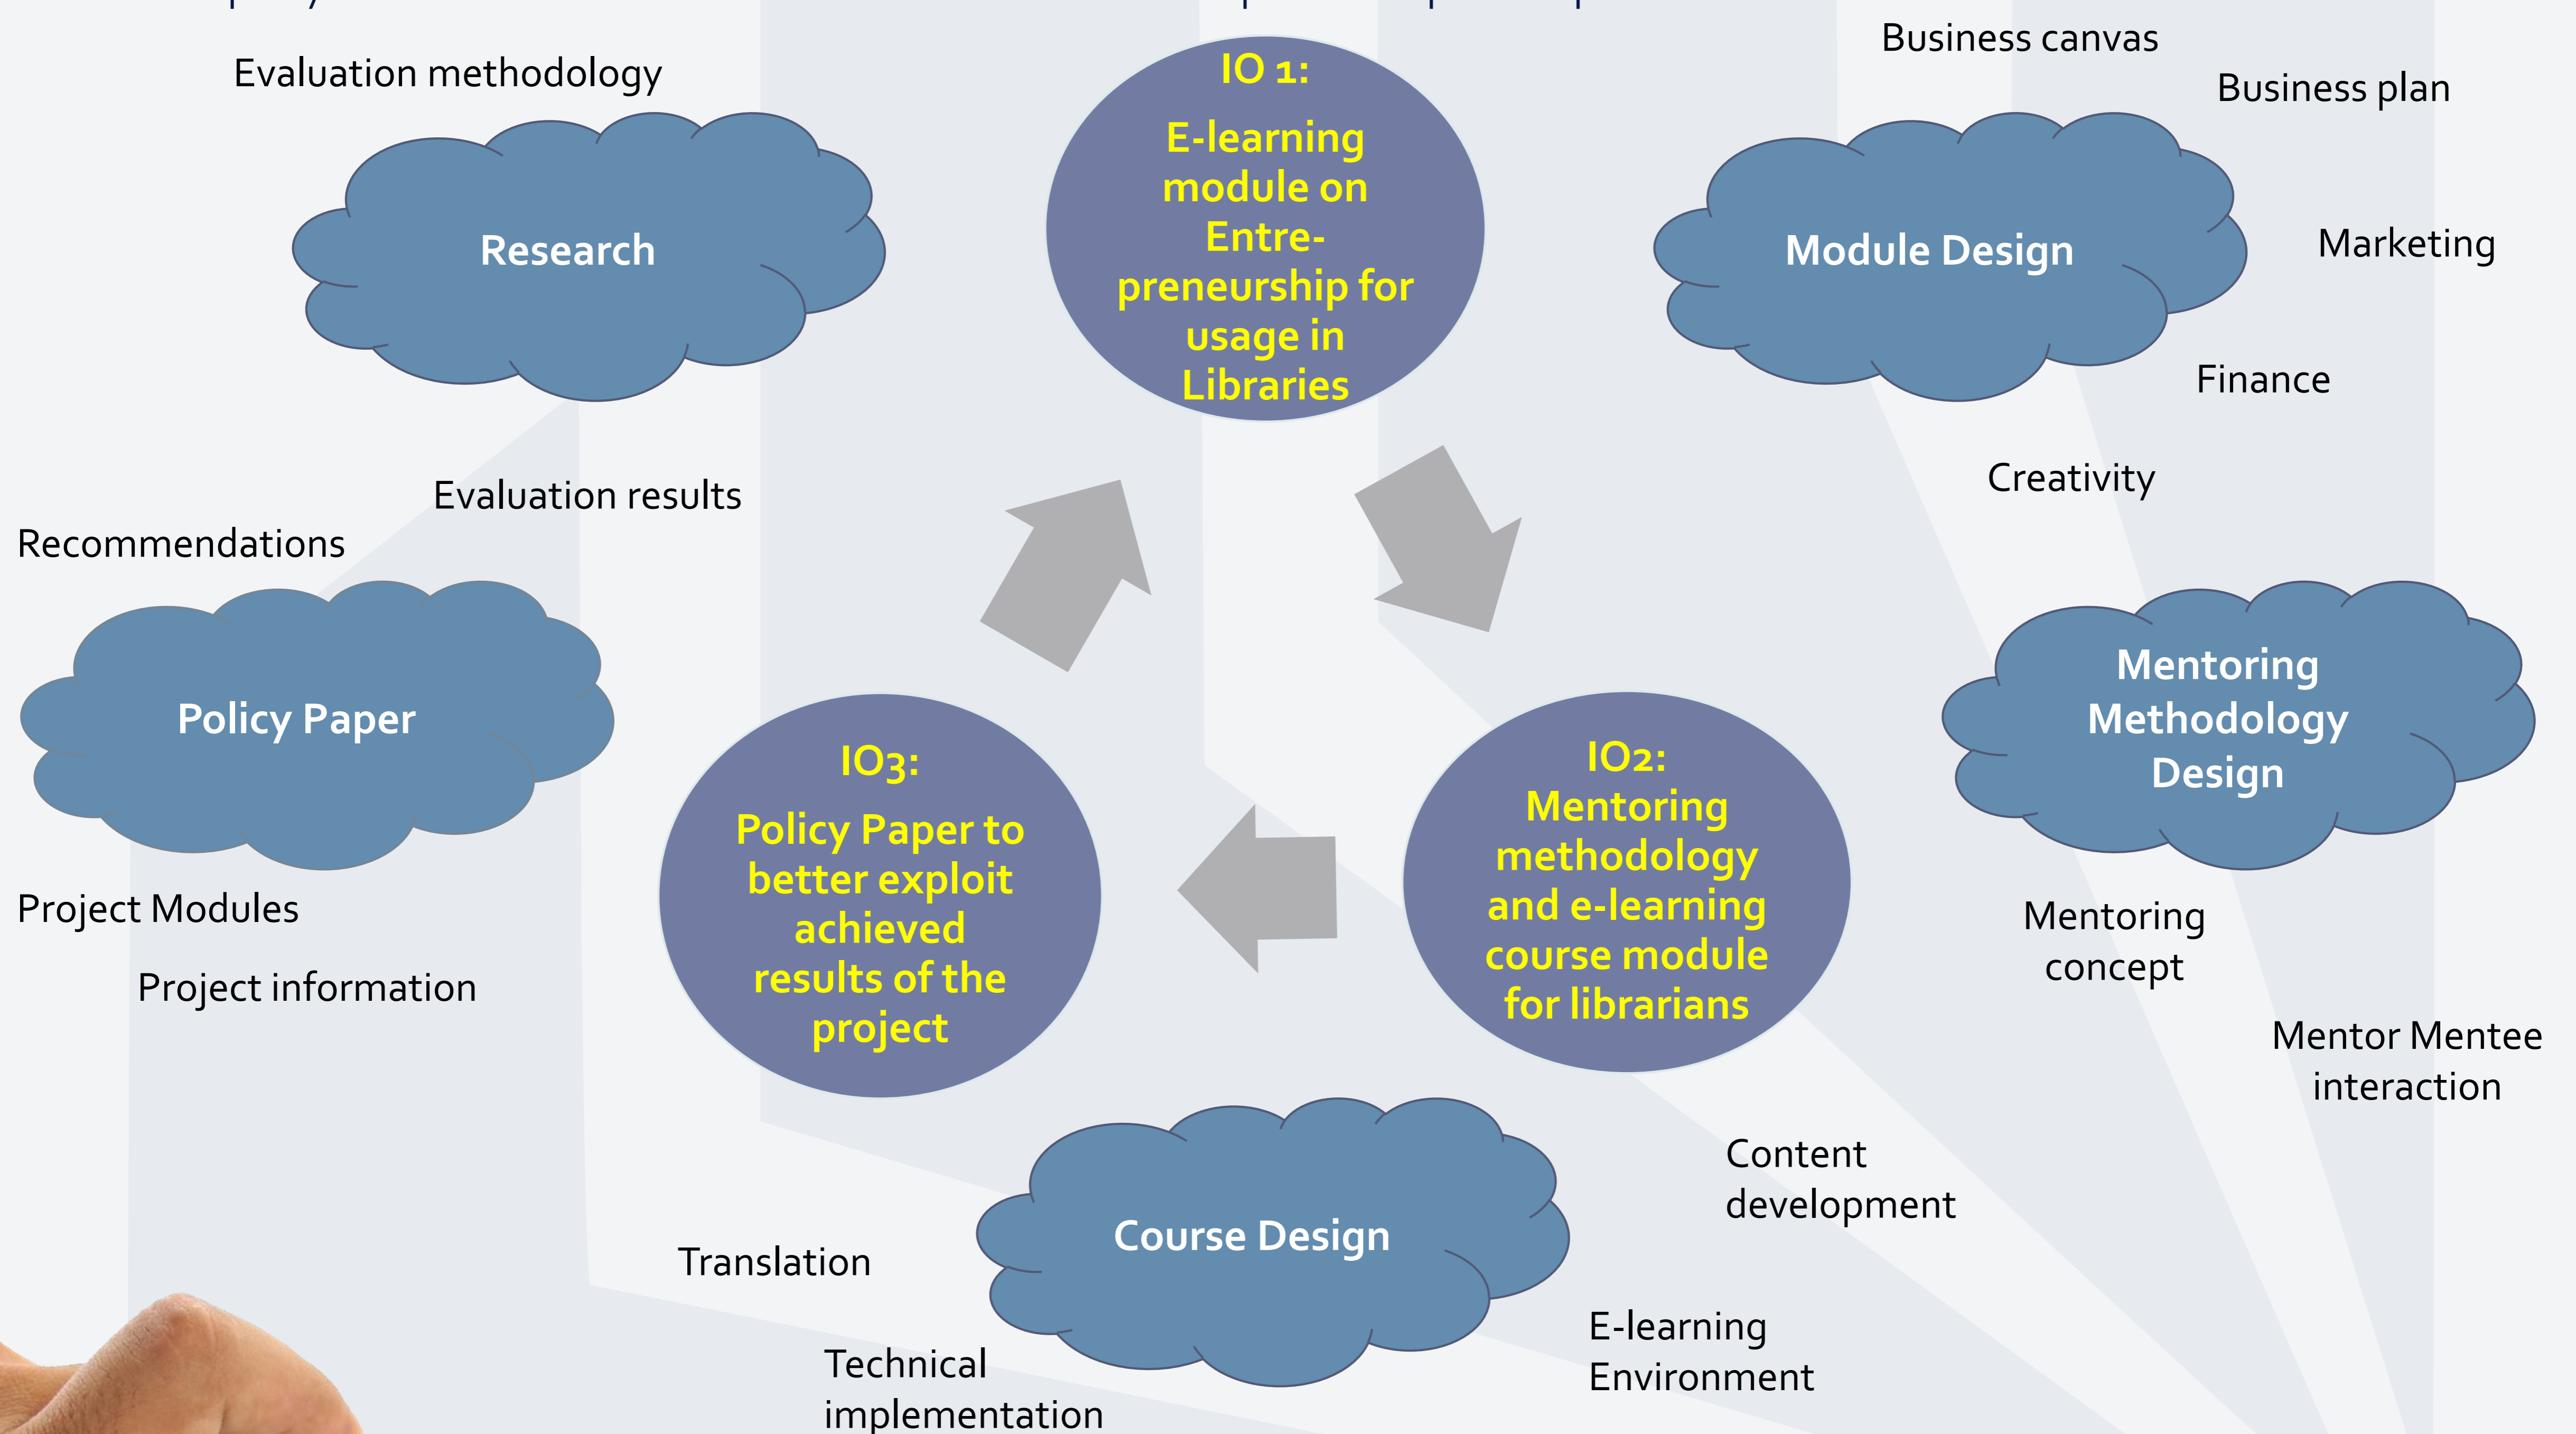 Evaluation methodology
Research
Evaluation results
IO 1:
E-learning
module on
Entre-
preneurship for
usage in
Libraries
Business canvas
Business plan
Module Design
Marketing
Finance
Creativity
Recommendations
Policy Paper
Project Modules
Project information
IO3:
Policy Paper to
better exploit
achieved
results of the
project
IO2:
Mentoring
methodology
and e-learning
course module
for librarians
Mentoring
Methodology
Design
Mentoring
concept
Mentor Mentee
interaction
Course Design
Translation
Technical
implementation
Content
development
E-learning
Environment